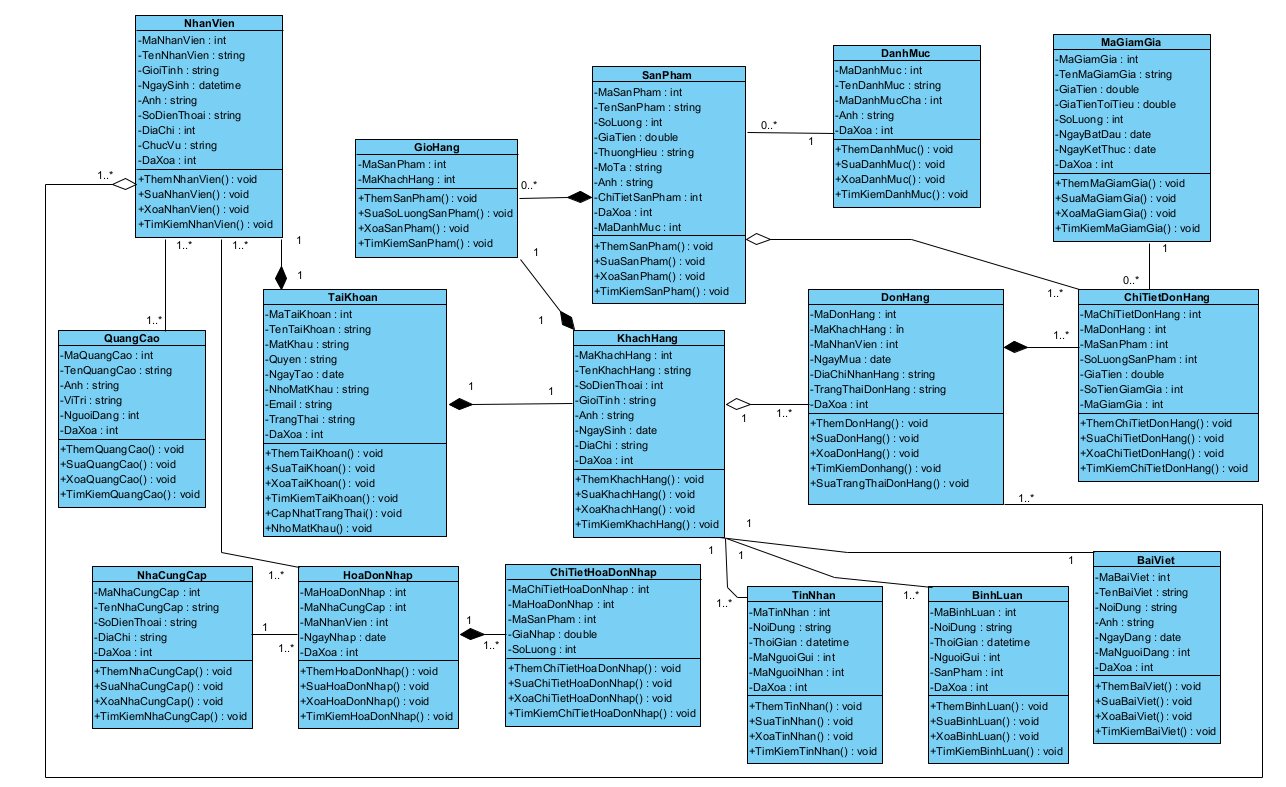 NhanVien
-MaNhanVien : int
-TenNhanVien : string
-GioiTinh : string
-NgaySinh : datetime
-Anh : string
-SoDienThoai : string
-DiaChi : int
-ChucVu : string
-DaXoa : int
+ThemNhanVien() : void
+SuaNhanVien() : void
+XoaNhanVien() : void
+TimKiemNhanVien() : void
GioHang
-MaSanPham : int
-MaKhachHang : int
+ThemSanPham() : void
+SuaSoLuongSanPham() : void
+XoaSanPham() : void
+TimKiemSanPham() : void
SanPham
-MaSanPham : int
-TenSanPham : string
-SoLuong : int
-GiaTien : double
-ThuongHieu : string
-MoTa : string
-Anh : string
-ChiTietSanPham : int
-DaXoa : int
-MaDanhMuc : int
+ThemSanPham() : void
+SuaSanPham() : void
+XoaSanPham() : void
+TimKiemSanPham() : void
DanhMuc
-MaDanhMuc : int
-TenDanhMuc : string
-MaDanhMucCha : int
-Anh : string
-DaXoa : int
+ThemDanhMuc() : void
+SuaDanhMuc() : void
+XoaDanhMuc() : void
+TimKiemDanhMuc() : void
MaGiamGia
-MaGiamGia : int
-TenMaGiamGia : string
-GiaTien : double
-GiaTienToiTieu : double
-SoLuong : int
-NgayBatDau : date
-NgayKetThuc : date
-DaXoa : int
+ThemMaGiamGia() : void
+SuaMaGiamGia() : void
+XoaMaGiamGia() : void
+TimKiemMaGiamGia() : void
0..*
1
1..*
0..*
1..*
1..*
1
1
1
1
0..*
1..*
1
1..*
QuangCao
-MaQuangCao : int
-TenQuangCao : string
-Anh : string
-ViTri : string
-NguoiDang : int
-DaXoa : int
+ThemQuangCao() : void
+SuaQuangCao() : void
+XoaQuangCao() : void
+TimKiemQuangCao() : void
TaiKhoan
-MaTaiKhoan : int
-TenTaiKhoan : string
-MatKhau : string
-Quyen : string
-NgayTao : date
-NhoMatKhau : string
-Email : string
-TrangThai : string
-DaXoa : int
+ThemTaiKhoan() : void
+SuaTaiKhoan() : void
+XoaTaiKhoan() : void
+TimKiemTaiKhoan() : void
+CapNhatTrangThai() : void
+NhoMatKhau() : void
1
1
KhachHang
-MaKhachHang : int
-TenKhachHang : string
-SoDienThoai : int
-GioiTinh : string
-Anh : string
-NgaySinh : date
-DiaChi : string
-DaXoa : int
+ThemKhachHang() : void
+SuaKhachHang() : void
+XoaKhachHang() : void
+TimKiemKhachHang() : void
1
1..*
DonHang
-MaDonHang : int
-MaKhachHang : in
-MaNhanVien : int
-NgayMua : date
-DiaChiNhanHang : string
-TrangThaiDonHang : string
-DaXoa : int
+ThemDonHang() : void
+SuaDonHang() : void
+XoaDonHang() : void
+TimKiemDonhang() : void
+SuaTrangThaiDonHang() : void
1..*
ChiTietDonHang
-MaChiTietDonHang : int
-MaDonHang : int
-MaSanPham : int
-SoLuongSanPham : int
-GiaTien : double
-SoTienGiamGia : int
-MaGiamGia : int
+ThemChiTietDonHang() : void
+SuaChiTietDonHang() : void
+XoaChiTietDonHang() : void
+TimKiemChiTietDonHang() : void
1..*
1
1
1
1
1..*
1..*
1..*
NhaCungCap
-MaNhaCungCap : int
-TenNhaCungCap : string
-SoDienThoai : string
-DiaChi : string
-DaXoa : int
+ThemNhaCungCap() : void
+SuaNhaCungCap() : void
+XoaNhaCungCap() : void
+TimKiemNhaCungCap() : void
1
1..*
HoaDonNhap
-MaHoaDonNhap : int
-MaNhaCungCap : int
-MaNhanVien : int
-NgayNhap : date
-DaXoa : int
+ThemHoaDonNhap() : void
+SuaHoaDonNhap() : void
+XoaHoaDonNhap() : void
+TimKiemHoaDonNhap() : void
1
1..*
ChiTietHoaDonNhap
-MaChiTietHoaDonNhap : int
-MaHoaDonNhap : int
-MaSanPham : int
-GiaNhap : double
-SoLuong : int
+ThemChiTietHoaDonNhap() : void
+SuaChiTietHoaDonNhap() : void
+XoaChiTietHoaDonNhap() : void
+TimKiemChiTietHoaDonNhap() : void
TinNhan
-MaTinNhan : int
-NoiDung : string
-ThoiGian : datetime
-MaNguoiGui : int
-MaNguoiNhan : int
-DaXoa : int
+ThemTinNhan() : void
+SuaTinNhan() : void
+XoaTinNhan() : void
+TimKiemTinNhan() : void
BinhLuan
-MaBinhLuan : int
-NoiDung : string
-ThoiGian : datetime
-NguoiGui : int
-SanPham : int
-DaXoa : int
+ThemBinhLuan() : void
+SuaBinhLuan() : void
+XoaBinhLuan() : void
+TimKiemBinhLuan() : void
BaiViet
-MaBaiViet : int
-TenBaiViet : string
-NoiDung : string
-Anh : string
-NgayDang : date
-MaNguoiDang : int
-DaXoa : int
+ThemBaiViet() : void
+SuaBaiViet() : void
+XoaBaiViet() : void
+TimKiemBaiViet() : void